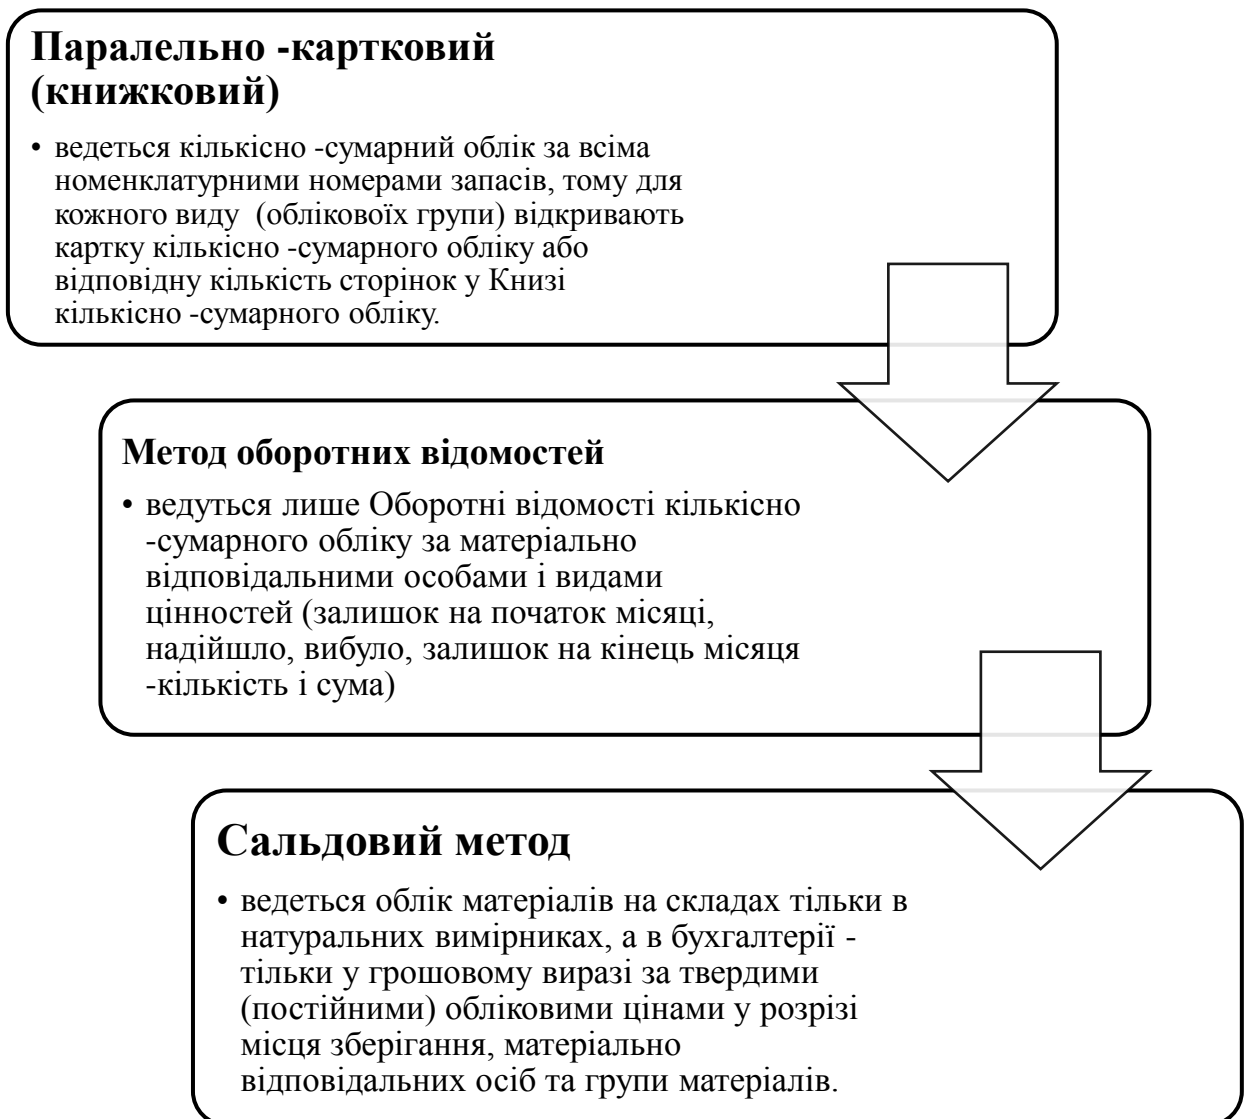 Паралельно -картковий
(книжковий)
• ведеться кількісно -сумарний облік за всіма
номенклатурними номерами запасів, тому для
кожного виду (обліковоїх групи) відкривають
картку кількісно -сумарного обліку або
відповідну кількість сторінок у Книзі
кількісно -сумарного обліку.
Метод оборотних відомостей
• ведуться лише Оборотні відомості кількісно
-сумарного обліку за матеріально
відповідальними особами і видами
цінностей (залишок на початок місяці,
надійшло, вибуло, залишок на кінець місяця
-кількість і сума)
Сальдовий метод
• ведеться облік матеріалів на складах тільки в
натуральних вимірниках, а в бухгалтерії -
тільки у грошовому виразі за твердими
(постійними) обліковими цінами у розрізі
місця зберігання, матеріально
відповідальних осіб та групи матеріалів.